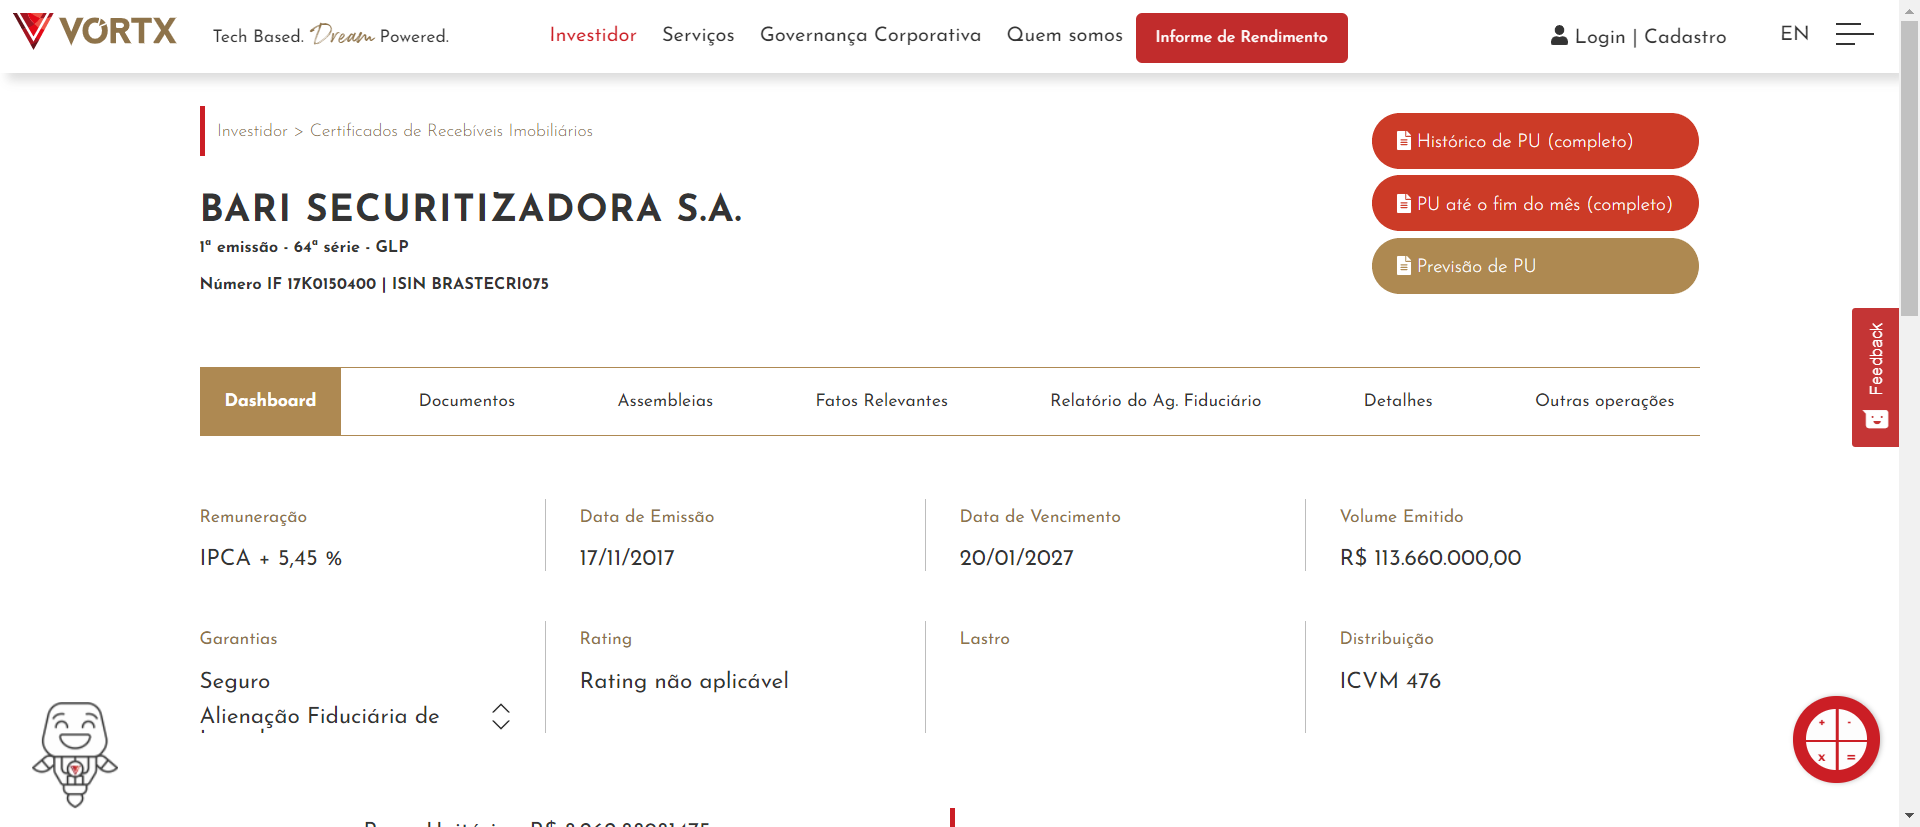 VORTX
Tech Based. Dream Powered.
Investidor Serviços Governança Corporativa Quem somos Informe de Rendimento
Login | Cadastro
EN
Investidor > Certificados de Recebíveis Imobiliários
Histórico de PU (completo)
PU até o fim do mês (completo)
Previsão de PU
BARI SECURITIZADORA S.A.
1ª emissão - 64ª série - GLP
Número IF 17K0150400 | ISIN BRASTECRI075
Feedback
Dashboard Documentos Assembleias Fatos Relevantes Relatório do Ag. Fiduciário Detalhes Outras operações
Remuneração Data de Emissão Data de Vencimento Volume Emitido
IPCA + 5,45 % 17/11/2017 20/01/2027 R$ 113.660.000,00
Garantias Rating Lastro Distribuição
Seguro Rating não aplicável ICVM 476
Alienação Fiduciária de
+ -
x =